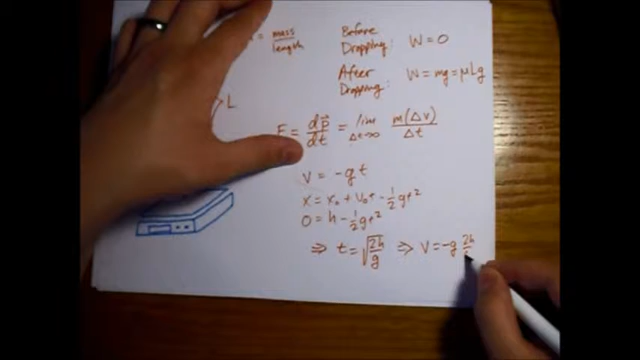 = mass/length
Before Dropping: W = 0
After Dropping: W = mg = μLg
L
F = dp⃗/dt = lim Δt→0 m(Δv)/Δt
v = -gt
x = x₀ + v₀t - ½gt²
0 = h - ½gt²
⇒ t = √(2h/g) ⇒ v = -g 2h